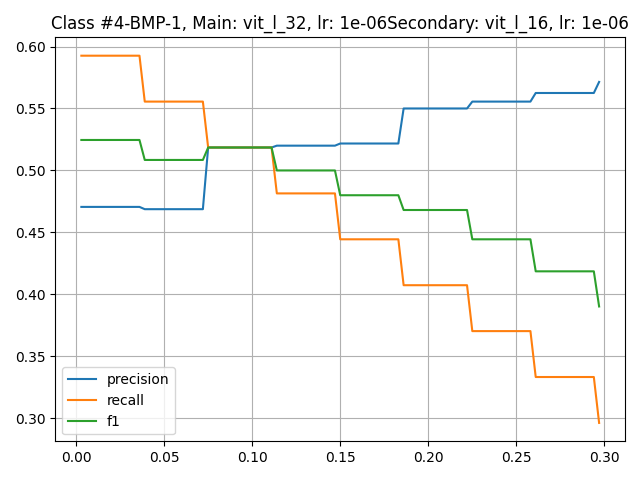 Class #4-BMP-1, Main: vit_l_32, lr: 1e-06Secondary: vit_l_16, lr: 1e-06
0.60
0.55
0.50
0.45
0.40
0.35
0.30
precision
recall
f1
0.00 0.05 0.10 0.15 0.20 0.25 0.30